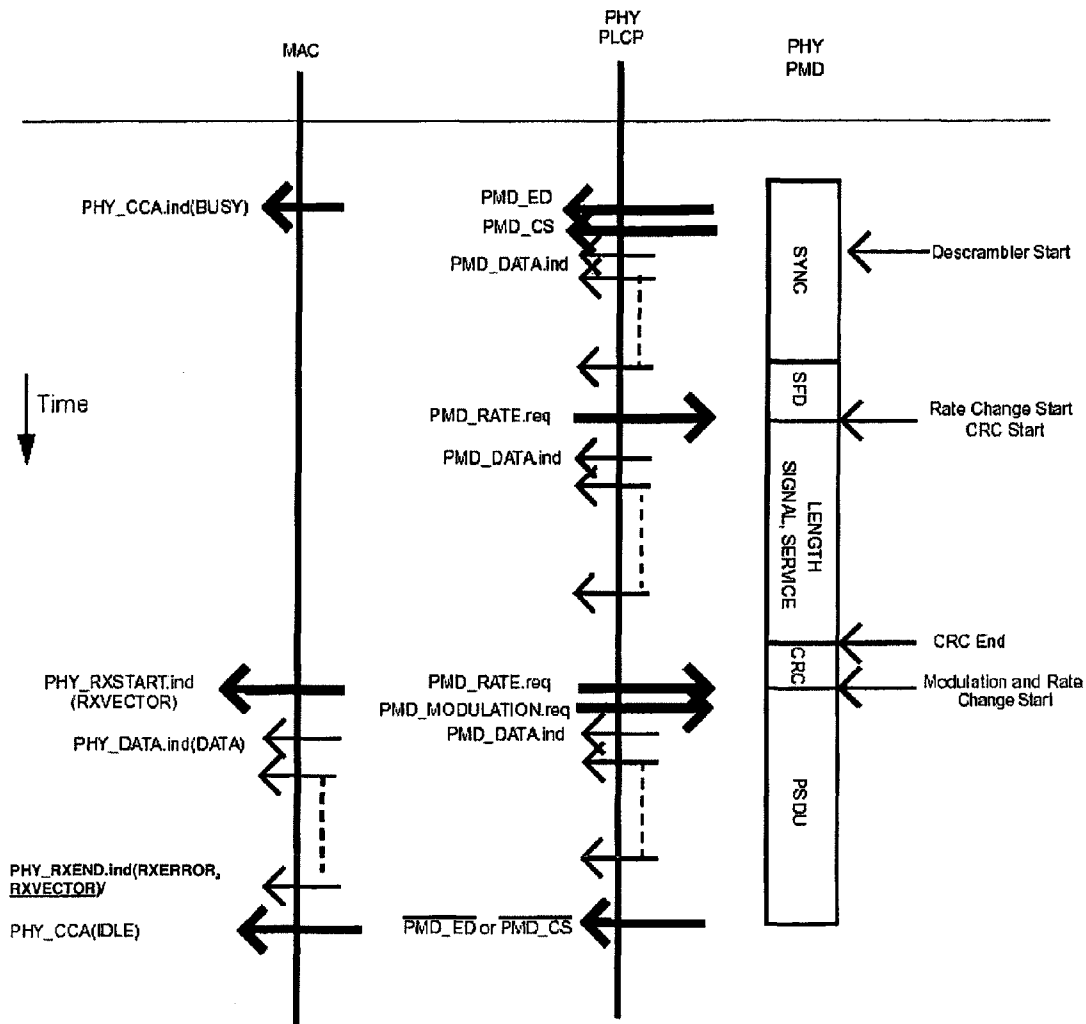 MAC
PHY
PLCP
PHY
PMD
PHY_CCA.ind(BUSY)
PMD_ED
PMD_CS
PMD_DATA.ind
SYNC
Descrambler Start
Time
SFD
PMD_RATE.req
Rate Change Start
CRC Start
PMD_DATA.ind
LENGTH
SIGNAL, SERVICE
CRC End
CRC
PHY_RXSTART.ind
(RXVECTOR)
PMD_RATE.req
PMD_MODULATION.req
Modulation and Rate
Change Start
PHY_DATA.ind(DATA)
PMD_DATA.ind
PSDU
PHY_RXEND.ind(RXERROR,
RXVECTOR)/
PHY_CCA(IDLE)
PMD_ED or PMD_CS